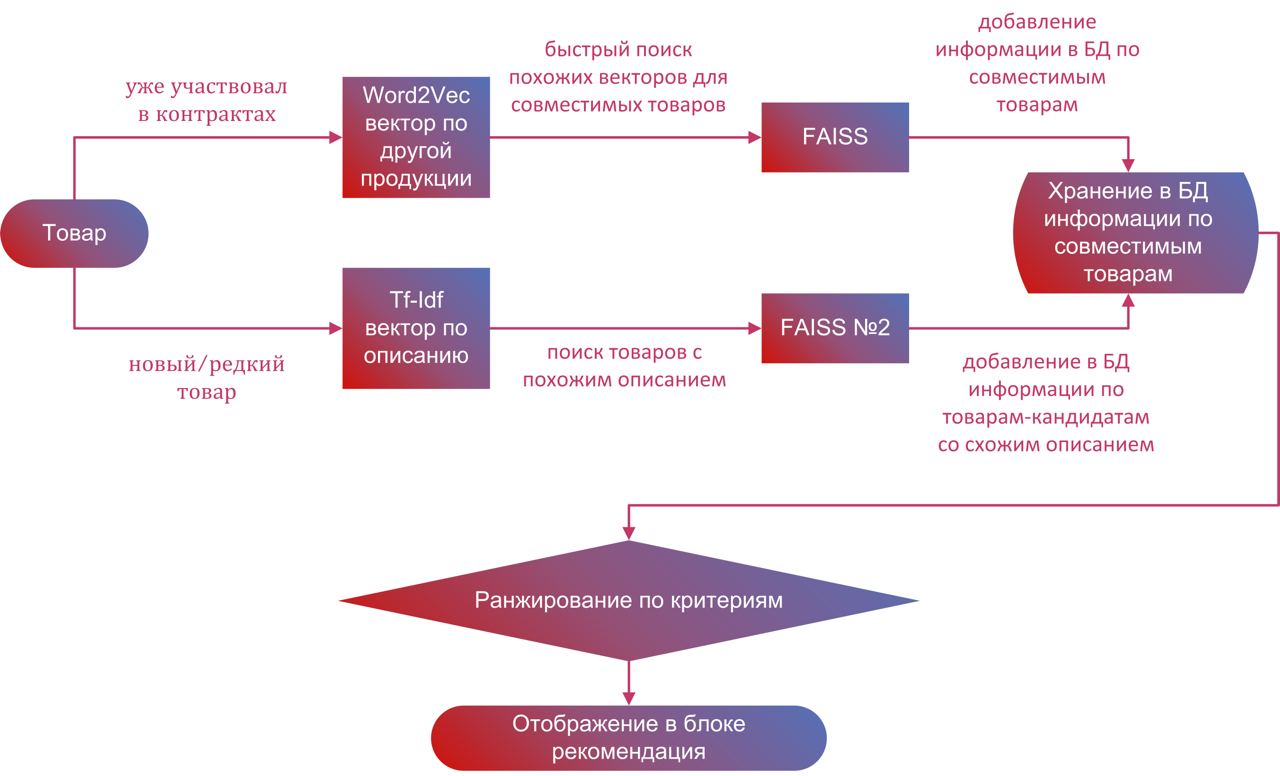 добавление
информации в БД по
совместимым
товарам
быстрый поиск
похожих векторов для
совместимых товаров
уже участвовал
в контрактах
Word2Vec
вектор по
другой
продукции
FAISS
Хранение в БД
информации по
совместимым
товарам
Товар
Tf-Idf
вектор по
описанию
FAISS №2
новый/редкий
товар
поиск товаров с
похожим описанием
добавление в БД
информации по
товарам-кандидатам
со схожим описанием
Ранжирование по критериям
Отображение в блоке
рекомендация